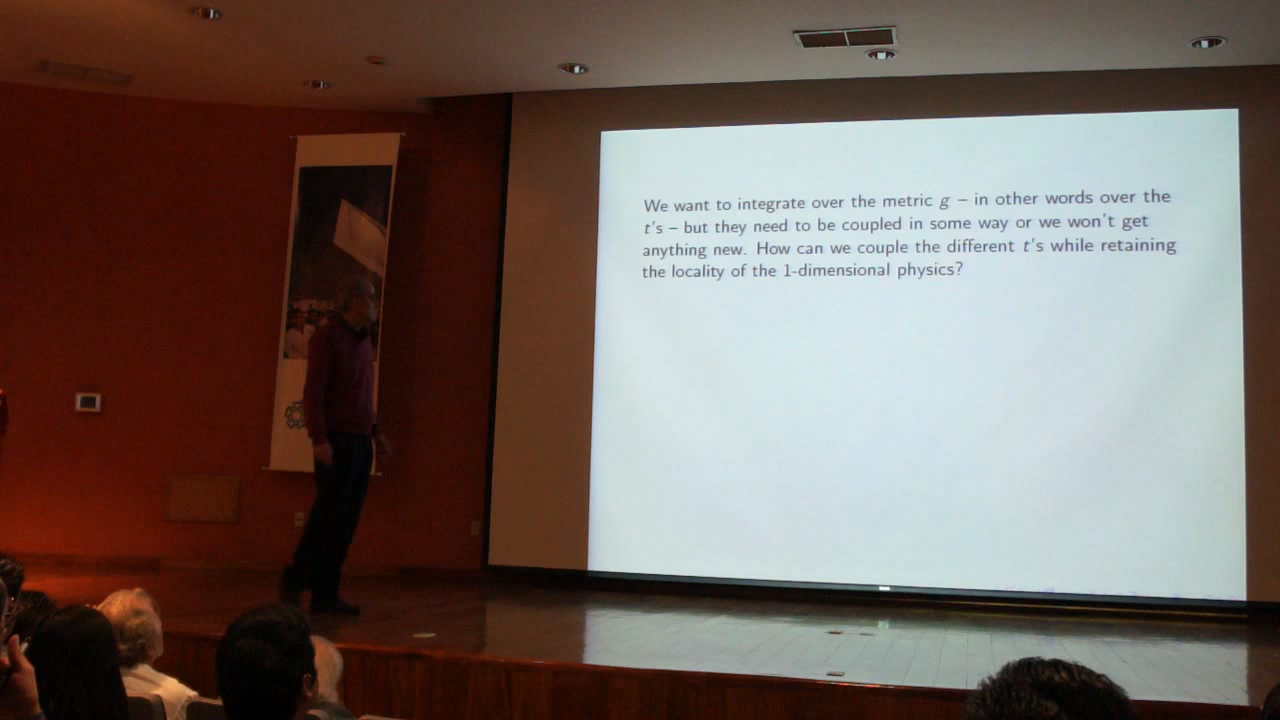 We want to integrate over the metric g – in other words over the
t's – but they need to be coupled in some way or we won't get
anything new. How can we couple the different t's while retaining
the locality of the 1-dimensional physics?